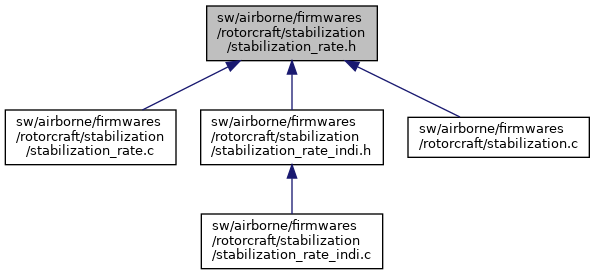 sw/airborne/firmwares
/rotorcraft/stabilization
/stabilization_rate.h
sw/airborne/firmwares
/rotorcraft/stabilization
/stabilization_rate.c
sw/airborne/firmwares
/rotorcraft/stabilization
/stabilization_rate_indi.h
sw/airborne/firmwares
/rotorcraft/stabilization.c
sw/airborne/firmwares
/rotorcraft/stabilization
/stabilization_rate_indi.c